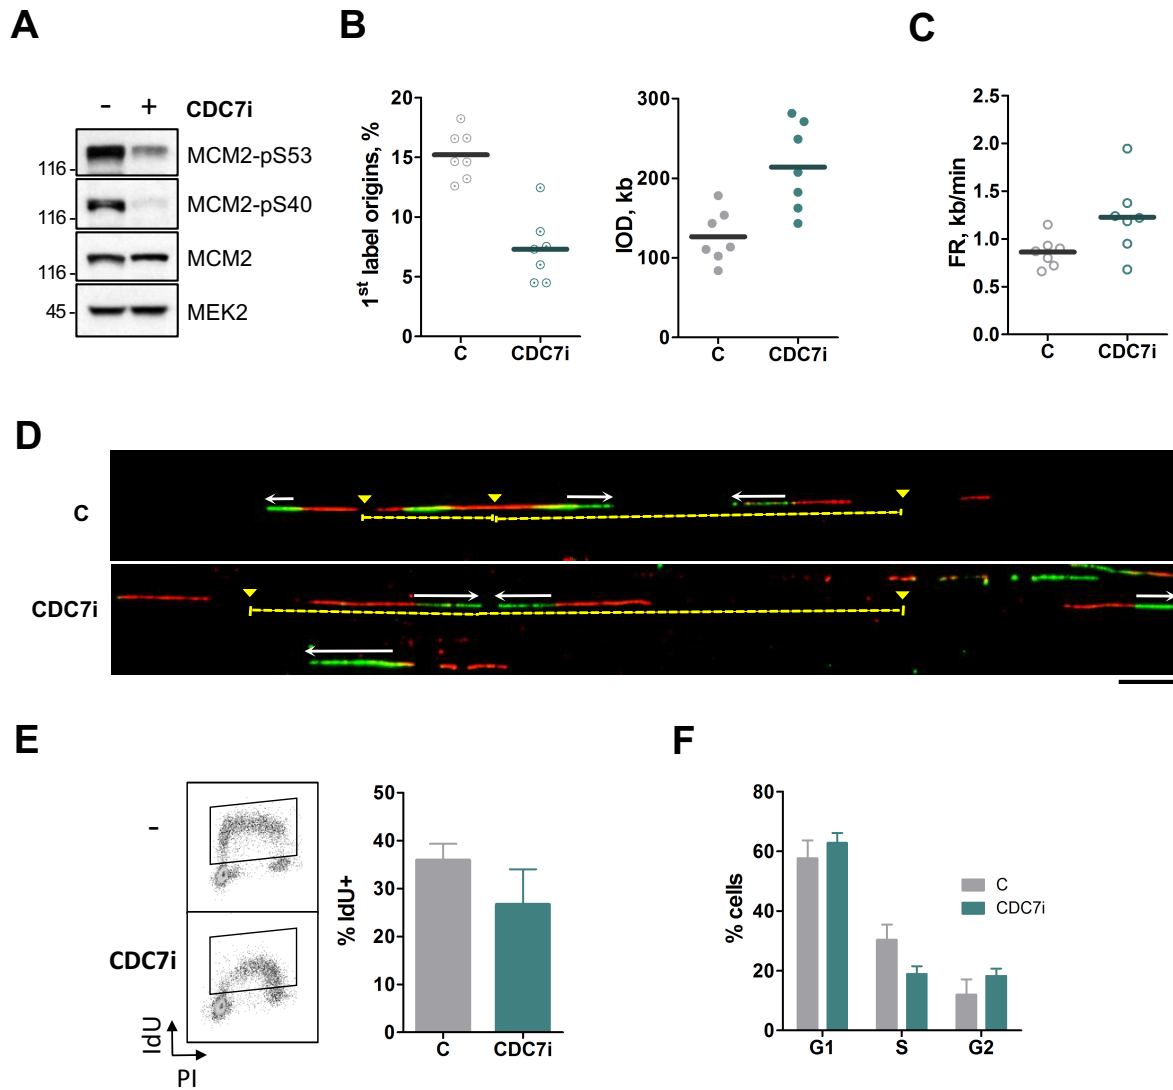 A
- + CDC7i
116 MCM2-pS53
116 MCM2-pS40
116 MCM2
45 MEK2
B
1st label origins, %
20
15
10
5
0
C CDC7i
IOD, kb
300
200
100
0
C CDC7i
C
FR, kb/min
2.5
2.0
1.5
1.0
0.5
0.0
C CDC7i
D
C
CDC7i
E
-
CDC7i
IdU
PI
% IdU+
50
40
30
20
10
0
C CDC7i
F
% cells
80
60
40
20
0
G1 S G2
C
CDC7i